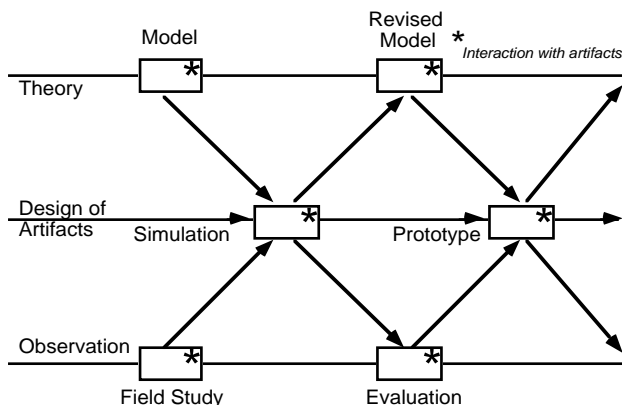 Model
Revised
Model
* Interaction with artifacts
*
*
Theory
Design of
Artifacts
Simulation
*
Prototype
*
Observation
*
*
Field Study
Evaluation